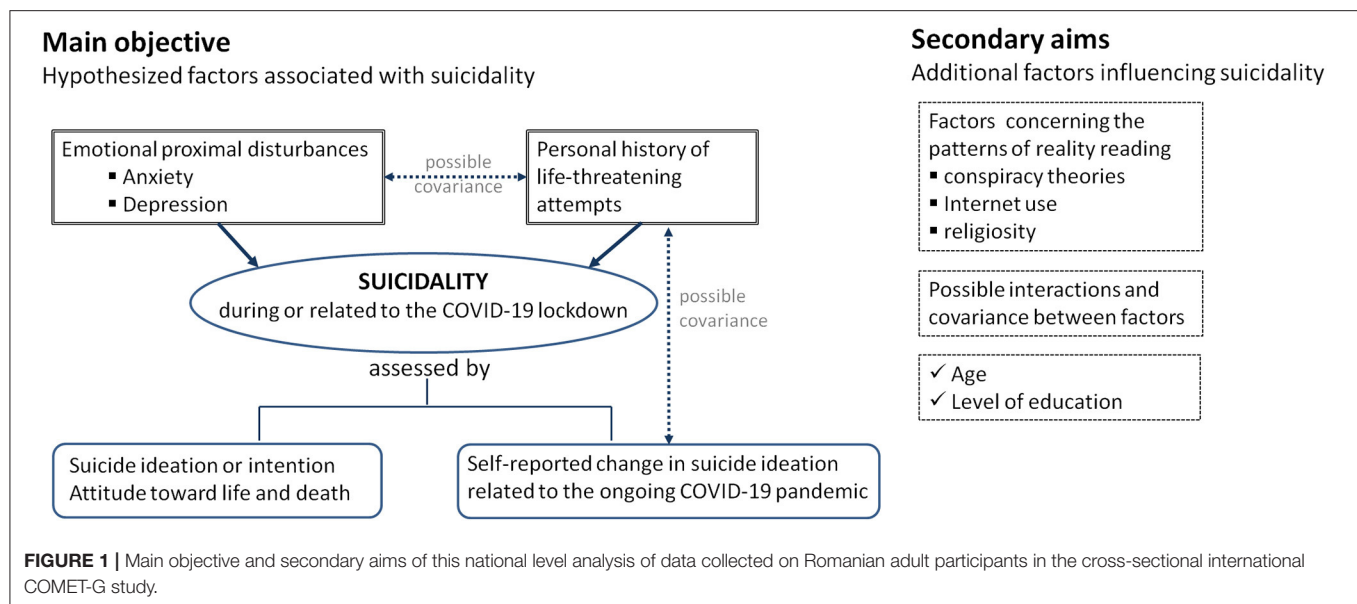 Main objective
Hypothesized factors associated with suicidality
Emotional proximal disturbances
▪ Anxiety
▪ Depression
possible
covariance
Personal history of
life-threatening
attempts
SUICIDALITY
during or related to the COVID-19 lockdown
possible
covariance
assessed by
Suicide ideation or intention
Attitude toward life and death
Self-reported change in suicide ideation
related to the ongoing COVID-19 pandemic
Secondary aims
Additional factors influencing suicidality
Factors concerning the
patterns of reality reading
▪ conspiracy theories
▪ Internet use
▪ religiosity
Possible interactions and
covariance between factors
✓ Age
✓ Level of education
FIGURE 1 | Main objective and secondary aims of this national level analysis of data collected on Romanian adult participants in the cross-sectional international
COMET-G study.